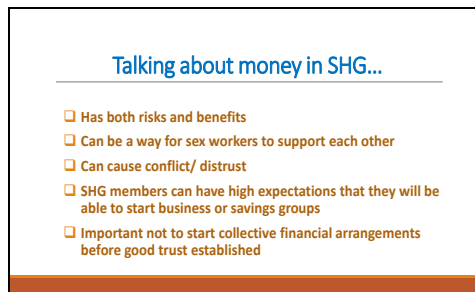 Talking about money in SHG...
Has both risks and benefits
Can be a way for sex workers to support each other
Can cause conflict/ distrust
SHG members can have high expectations that they will be
able to start business or savings groups
Important not to start collective financial arrangements
before good trust established